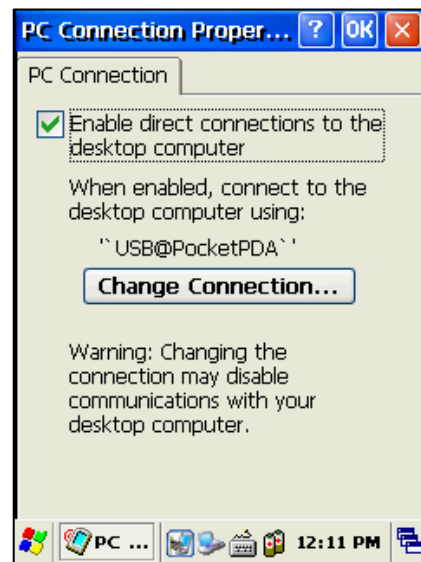 PC Connection Proper... ? OK ×
PC Connection
Enable direct connections to the
desktop computer
When enabled, connect to the
desktop computer using:
'`USB@PocketPDA`'
Change Connection...
Warning: Changing the
connection may disable
communications with your
desktop computer.
PC ... 12:11 PM